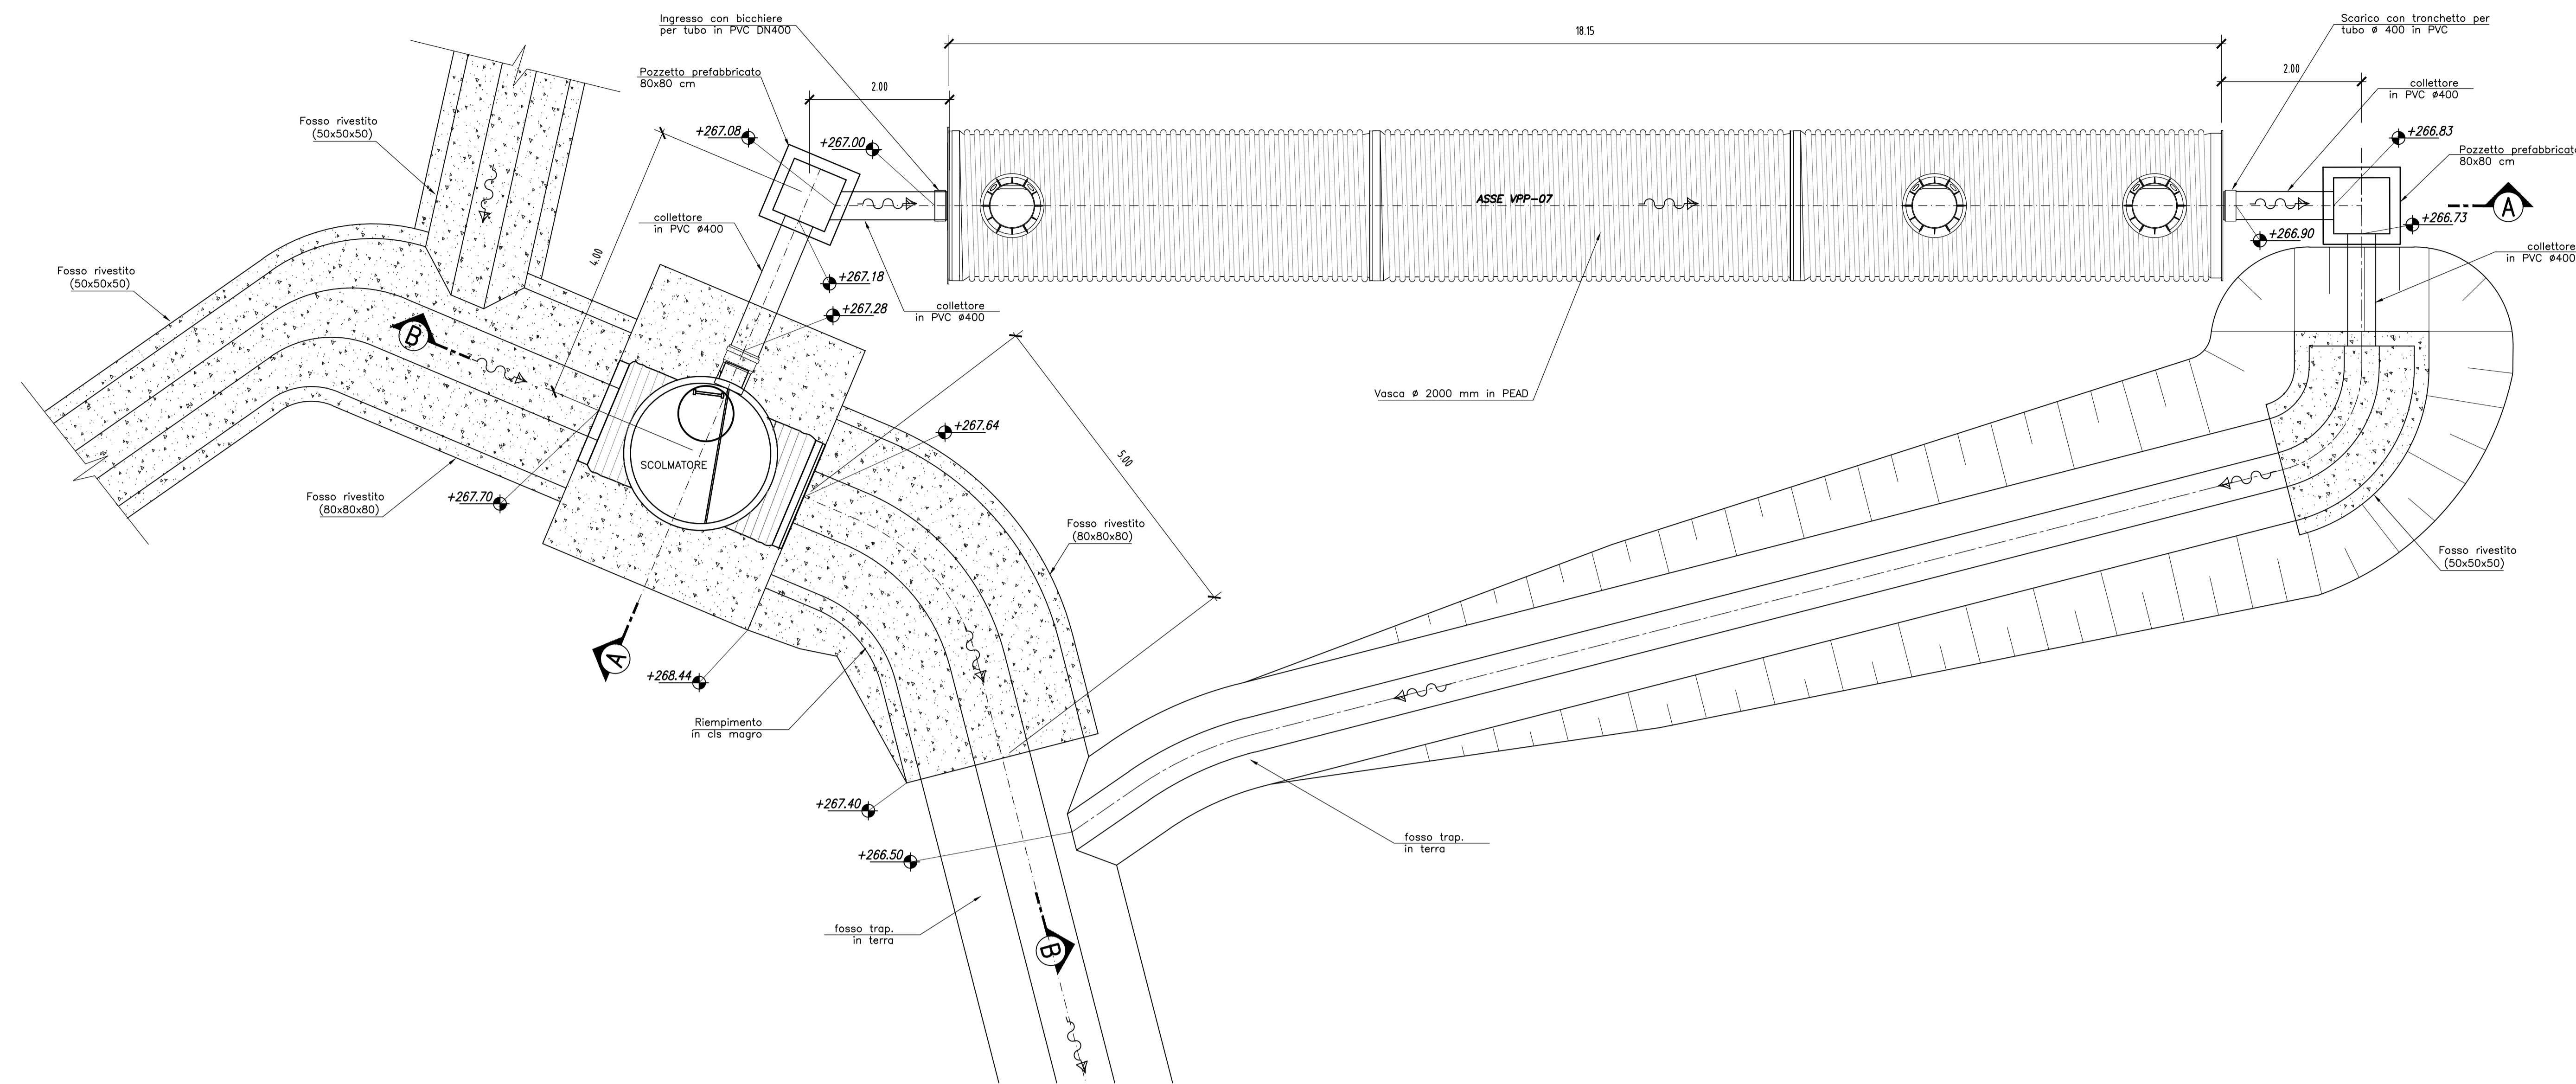 Ingresso con bicchiere
per tubo in PVC DN400
18.15
Scarico con tronchetto per
tubo ø 400 in PVC
Pozzetto prefabbricato
80x80 cm
2.00
2.00
collettore
in PVC ø400
Fosso rivestito
(50x50x50)
+267.08
+267.00
+266.83
Pozzetto prefabbricato
80x80 cm
ASSE VPP-07
A
collettore
in PVC ø400
+266.73
+266.90
collettore
in PVC ø400
4.00
Fosso rivestito
(50x50x50)
+267.18
+267.28
collettore
in PVC ø400
B
Vasca ø 2000 mm in PEAD
+267.64
SCOLMATORE
5.00
Fosso rivestito
(80x80x80)
+267.70
Fosso rivestito
(80x80x80)
Fosso rivestito
(50x50x50)
A
+268.44
Riempimento
in cls magro
+267.40
+266.50
fosso trap.
in terra
fosso trap.
in terra
B